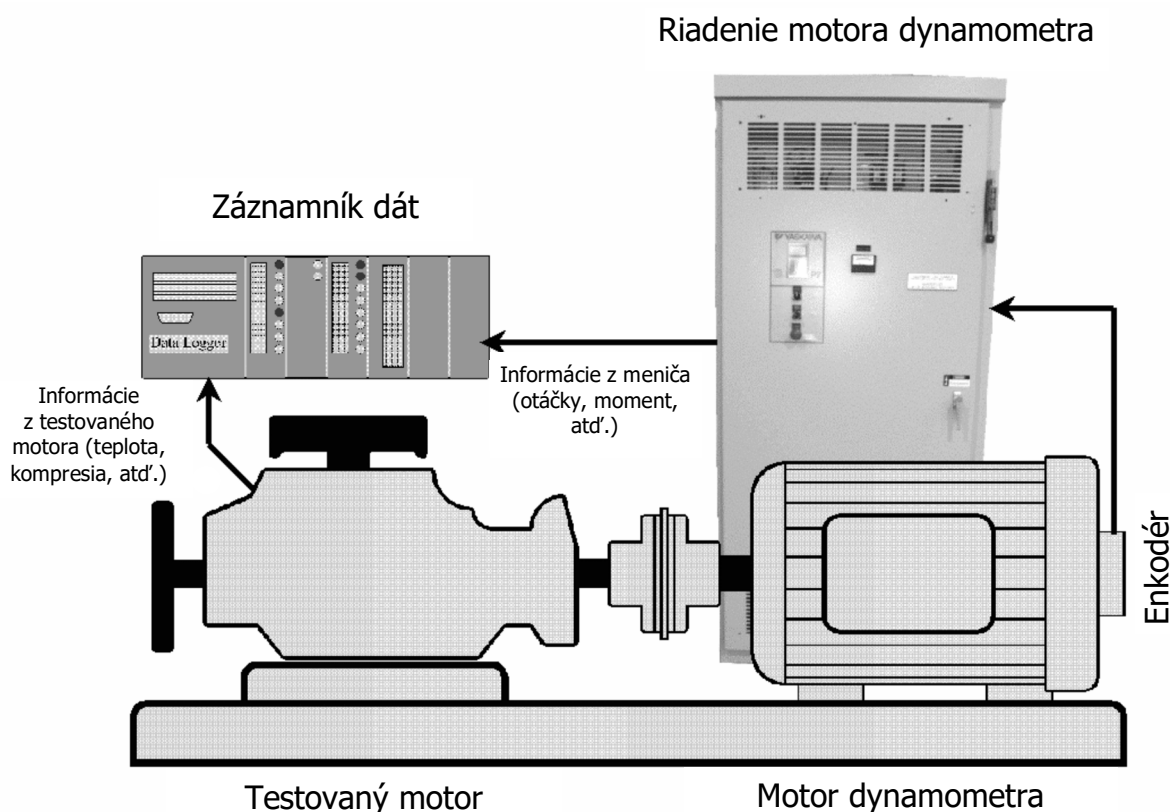 Riadenie motora dynamometra
Záznamník dát
YASKAWA
Data Logger
Informácie
z testovaného
motora (teplota,
kompresia, atď.)
Informácie z meniča
(otáčky, moment,
atď.)
Enkodér
Testovaný motor
Motor dynamometra